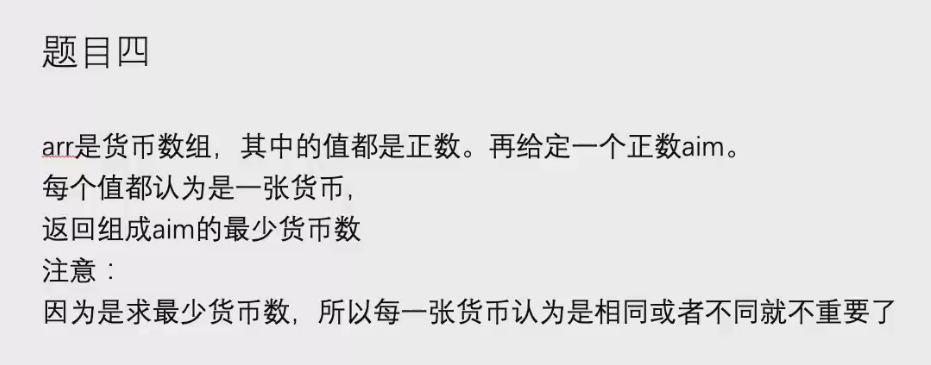 题目四
arr是货币数组，其中的值都是正数。再给定一个正数aim。
每个值都认为是一张货币，
返回组成aim的最少货币数
注意：
因为是求最少货币数，所以每一张货币认为是相同或者不同就不重要了